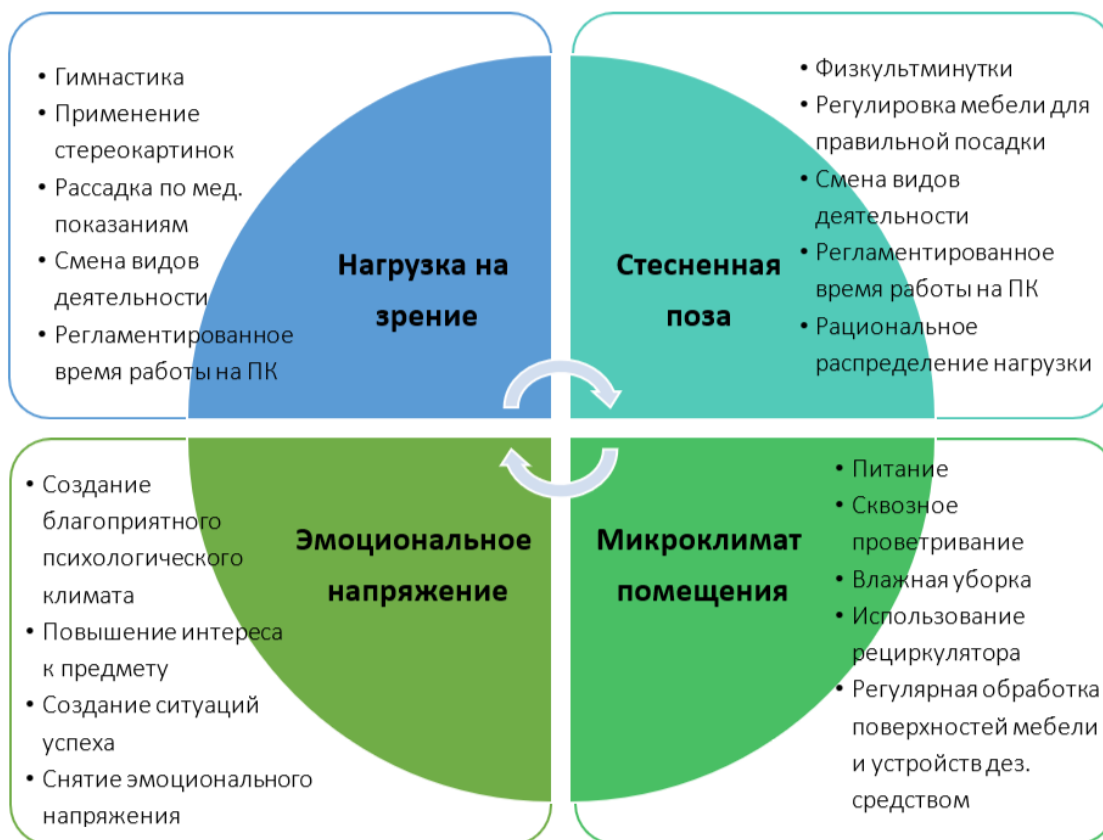 • Гимнастика
• Применение
стереокартинок
• Рассадка по мед.
показаниям
• Смена видов
деятельности
• Регламентированное
время работы на ПК
Нагрузка на
зрение
• Физкультминутки
• Регулировка мебели для
правильной посадки
• Смена видов
деятельности
• Регламентированное
время работы на ПК
• Рациональное
распределение нагрузки
Стесненная
поза
• Создание
благоприятного
психологического
климата
• Повышение интереса
к предмету
• Создание ситуаций
успеха
• Снятие эмоционального
напряжения
Эмоциональное
напряжение
• Питание
• Сквозное
проветривание
• Влажная уборка
• Использование
рециркулятора
• Регулярная обработка
поверхностей мебели
и устройств дез.
средством
Микроклимат
помещения